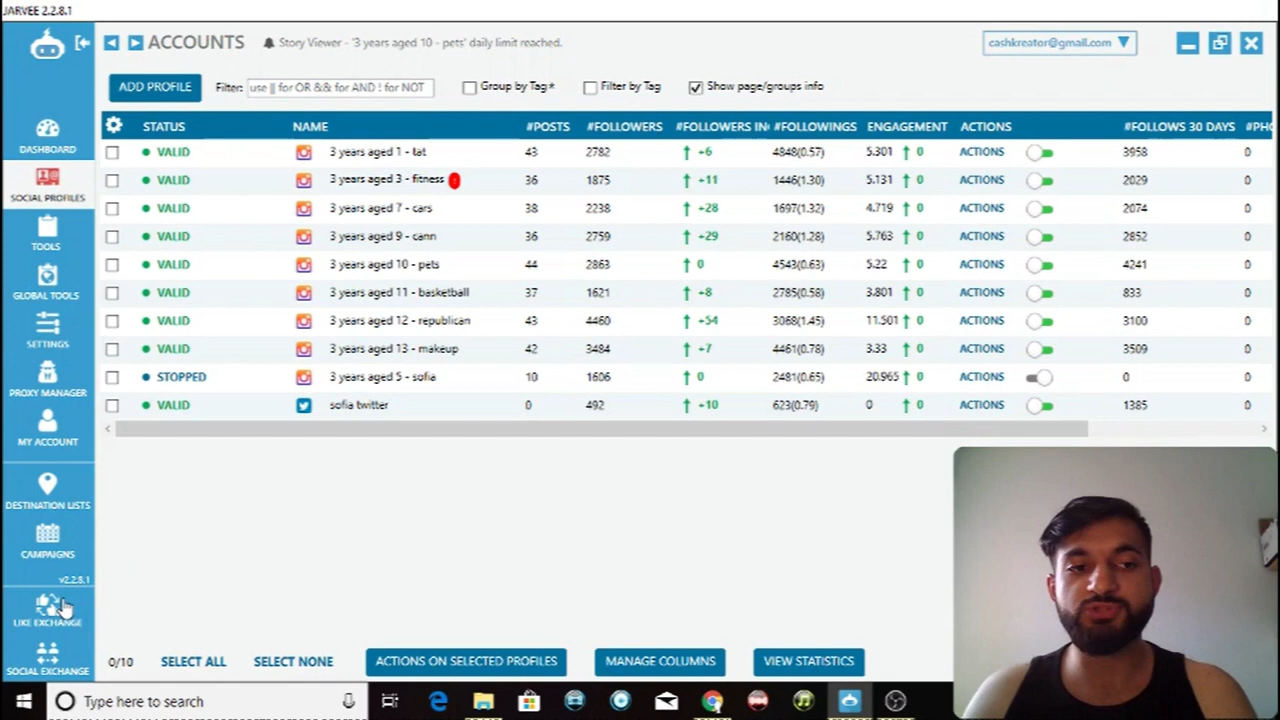 JARVEE 2.2.8.1
ACCOUNTS Story Viewer - '3 years aged 10 - pets' daily limit reached. cashkreator@gmail.com
ADD PROFILE Filter: use || for OR && for AND ! for NOT Group by Tag* Filter by Tag Show page/groups info
STATUS NAME #POSTS #FOLLOWERS #FOLLOWERS IN #FOLLOWINGS ENGAGEMENT ACTIONS #FOLLOWS 30 DAYS #PHC
VALID 3 years aged 1 - tat 43 2782 +6 4848(0.57) 5.301 0 ACTIONS 3958 0
VALID 3 years aged 3 - fitness 36 1875 +11 1446(1.30) 5.131 0 ACTIONS 2029 0
VALID 3 years aged 7 - cars 38 2238 +28 1697(1.32) 4.719 0 ACTIONS 2074 0
VALID 3 years aged 9 - cann 36 2759 +29 2160(1.28) 5.763 0 ACTIONS 2852 0
VALID 3 years aged 10 - pets 44 2863 0 4543(0.63) 5.22 0 ACTIONS 4241 0
VALID 3 years aged 11 - basketball 37 1621 +8 2785(0.58) 3.801 0 ACTIONS 833 0
VALID 3 years aged 12 - republican 43 4460 +54 3068(1.45) 11.501 0 ACTIONS 3100 0
VALID 3 years aged 13 - makeup 42 3484 +7 4461(0.78) 3.33 0 ACTIONS 3509 0
STOPPED 3 years aged 5 - sofia 10 1606 0 2481(0.65) 20.965 0 ACTIONS 0 0
VALID sofia twitter 0 492 +10 623(0.79) 0 0 ACTIONS 1385 0
DASHBOARD
SOCIAL PROFILES
TOOLS
GLOBAL TOOLS
SETTINGS
PROXY MANAGER
MY ACCOUNT
DESTINATION LISTS
CAMPAIGNS
v2.2.8.1
LIKE EXCHANGE
SOCIAL EXCHANGE
0/10 SELECT ALL SELECT NONE ACTIONS ON SELECTED PROFILES MANAGE COLUMNS VIEW STATISTICS
Type here to search